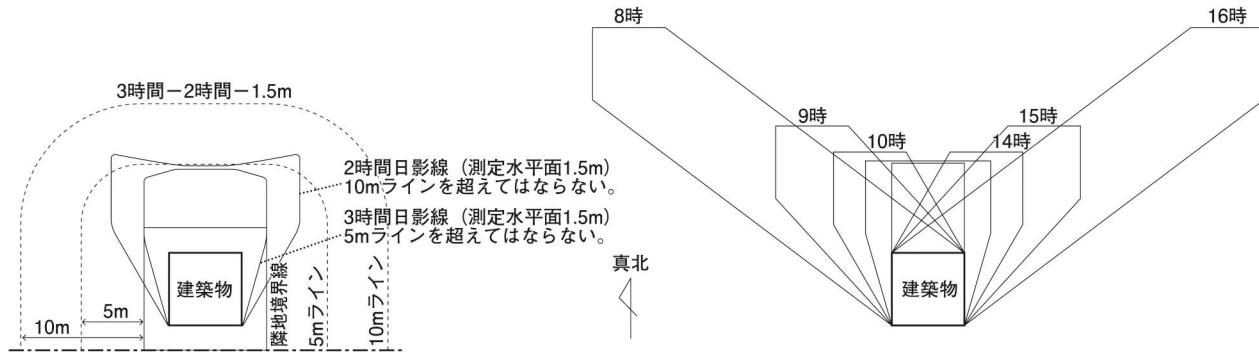 3時間－2時間－1.5m
2時間日影線（測定水平面1.5m）
10mラインを超えてはならない。
3時間日影線（測定水平面1.5m）
5mラインを超えてはならない。
建築物
隣地境界線
5mライン
10mライン
5m
10m
8時
16時
9時
15時
10時
14時
真北
建築物